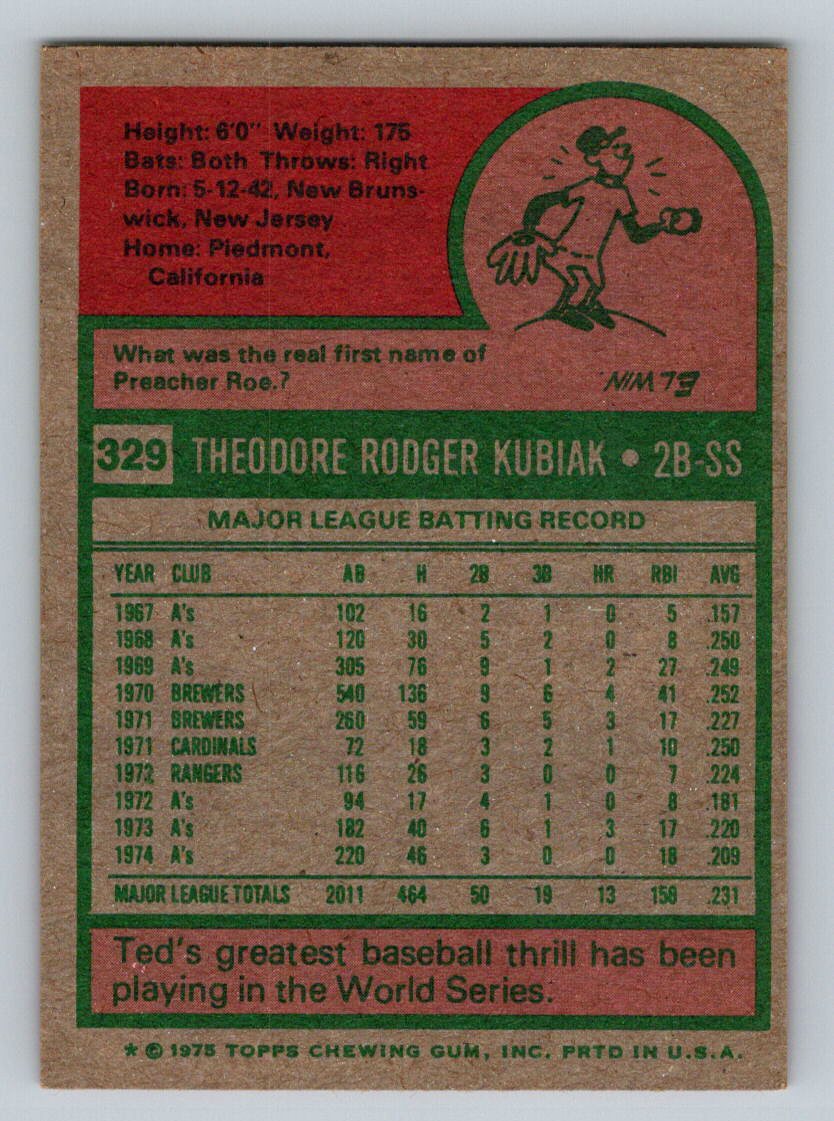 Height: 6'0" Weight: 175
Bats: Both Throws: Right
Born: 5-12-42, New Bruns-
wick, New Jersey
Home: Piedmont,
California
What was the real first name of
Preacher Roe.?
ELWIN.
329 THEODORE RODGER KUBIAK • 2B-SS
MAJOR LEAGUE BATTING RECORD
YEAR CLUB AB H 2B 3B HR RBI AVG
1967 A's 102 16 2 1 0 5 .157
1968 A's 120 30 5 2 0 8 .250
1969 A's 305 76 9 1 2 27 .249
1970 BREWERS 540 136 9 6 4 41 .252
1971 BREWERS 260 59 6 5 3 17 .227
1971 CARDINALS 72 18 3 2 1 10 .250
1972 RANGERS 116 26 3 0 0 7 .224
1972 A's 94 17 4 1 0 8 .181
1973 A's 182 40 6 1 3 17 .220
1974 A's 220 46 3 0 0 18 .209
MAJOR LEAGUE TOTALS 2011 464 50 19 13 158 .231
Ted's greatest baseball thrill has been
playing in the World Series.
* © 1975 TOPPS CHEWING GUM, INC. PRTD IN U.S.A.